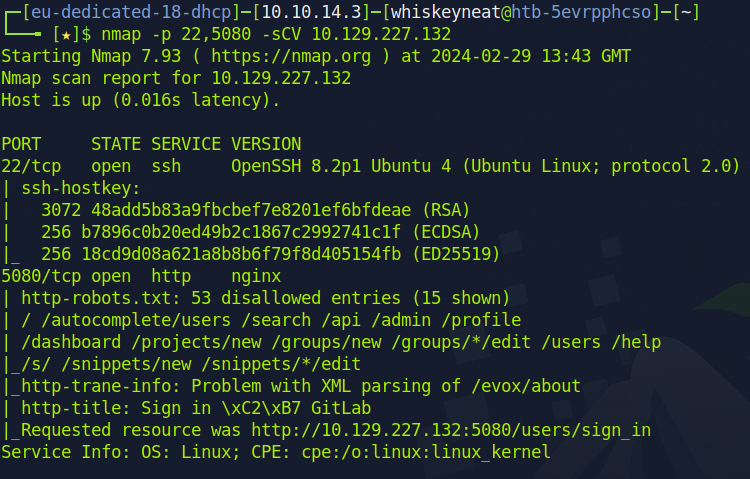 ┌─[eu-dedicated-18-dhcp]─[10.10.14.3]─[whiskeyneat@htb-5evrpphcso]─[~]
└──╼ [★]$ nmap -p 22,5080 -sCV 10.129.227.132
Starting Nmap 7.93 ( https://nmap.org ) at 2024-02-29 13:43 GMT
Nmap scan report for 10.129.227.132
Host is up (0.016s latency).

PORT     STATE SERVICE VERSION
22/tcp   open  ssh     OpenSSH 8.2p1 Ubuntu 4 (Ubuntu Linux; protocol 2.0)
| ssh-hostkey:
|   3072 48add5b83a9fbcbef7e8201ef6bfdeae (RSA)
|   256 b7896c0b20ed49b2c1867c2992741c1f (ECDSA)
|_  256 18cd9d08a621a8b8b6f79f8d405154fb (ED25519)
5080/tcp open  http    nginx
| http-robots.txt: 53 disallowed entries (15 shown)
| / /autocomplete/users /search /api /admin /profile
| /dashboard /projects/new /groups/new /groups/*/edit /users /help
|_/s/ /snippets/new /snippets/*/edit
|_http-trane-info: Problem with XML parsing of /evox/about
| http-title: Sign in \xC2\xB7 GitLab
|_Requested resource was http://10.129.227.132:5080/users/sign_in
Service Info: OS: Linux; CPE: cpe:/o:linux:linux_kernel